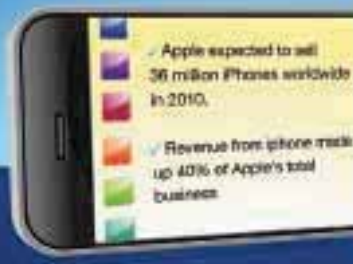 ✓ Apple expected to sell
36 million iPhones worldwide
in 2010.
✓ Revenue from iphone made
up 40% of Apple's total
business